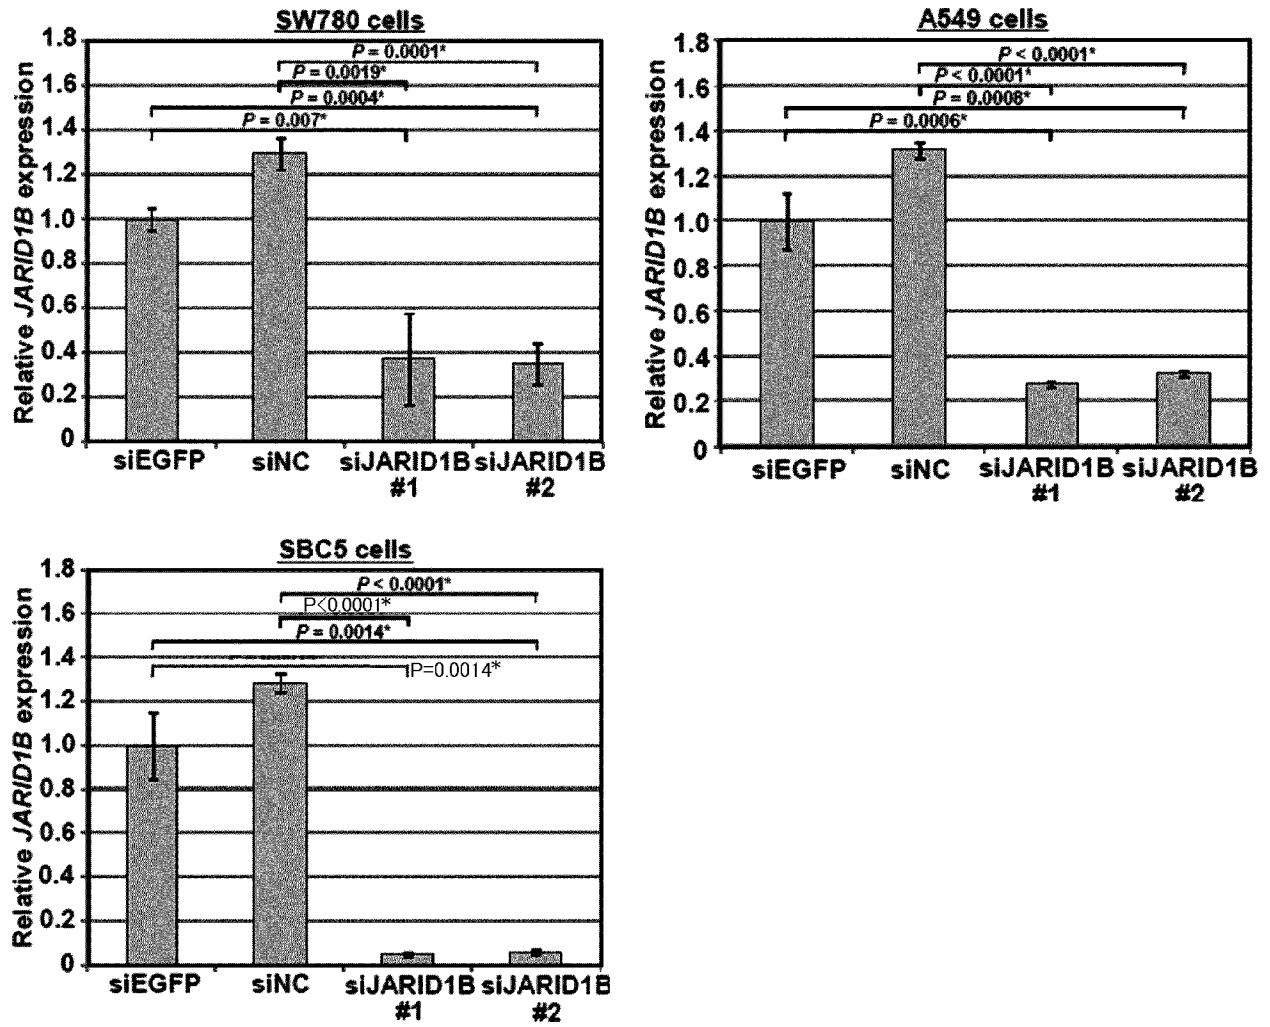 SW780 cells
Relative JARID1B expression
1.8
1.6
1.4
1.2
1.0
0.8
0.6
0.4
0.2
0
P = 0.0001*
P = 0.0019*
P = 0.0004*
P = 0.007*
siEGFP siNC siJARID1B siJARID1B
#1 #2
A549 cells
Relative JARID1B expression
1.8
1.6
1.4
1.2
1.0
0.8
0.6
0.4
0.2
0
P < 0.0001*
P < 0.0001*
P = 0.0008*
P = 0.0006*
siEGFP siNC siJARID1B siJARID1B
#1 #2
SBC5 cells
Relative JARID1B expression
1.8
1.6
1.4
1.2
1.0
0.8
0.6
0.4
0.2
0
P < 0.0001*
P<0.0001*
P = 0.0014*
P=0.0014*
siEGFP siNC siJARID1B siJARID1B
#1 #2